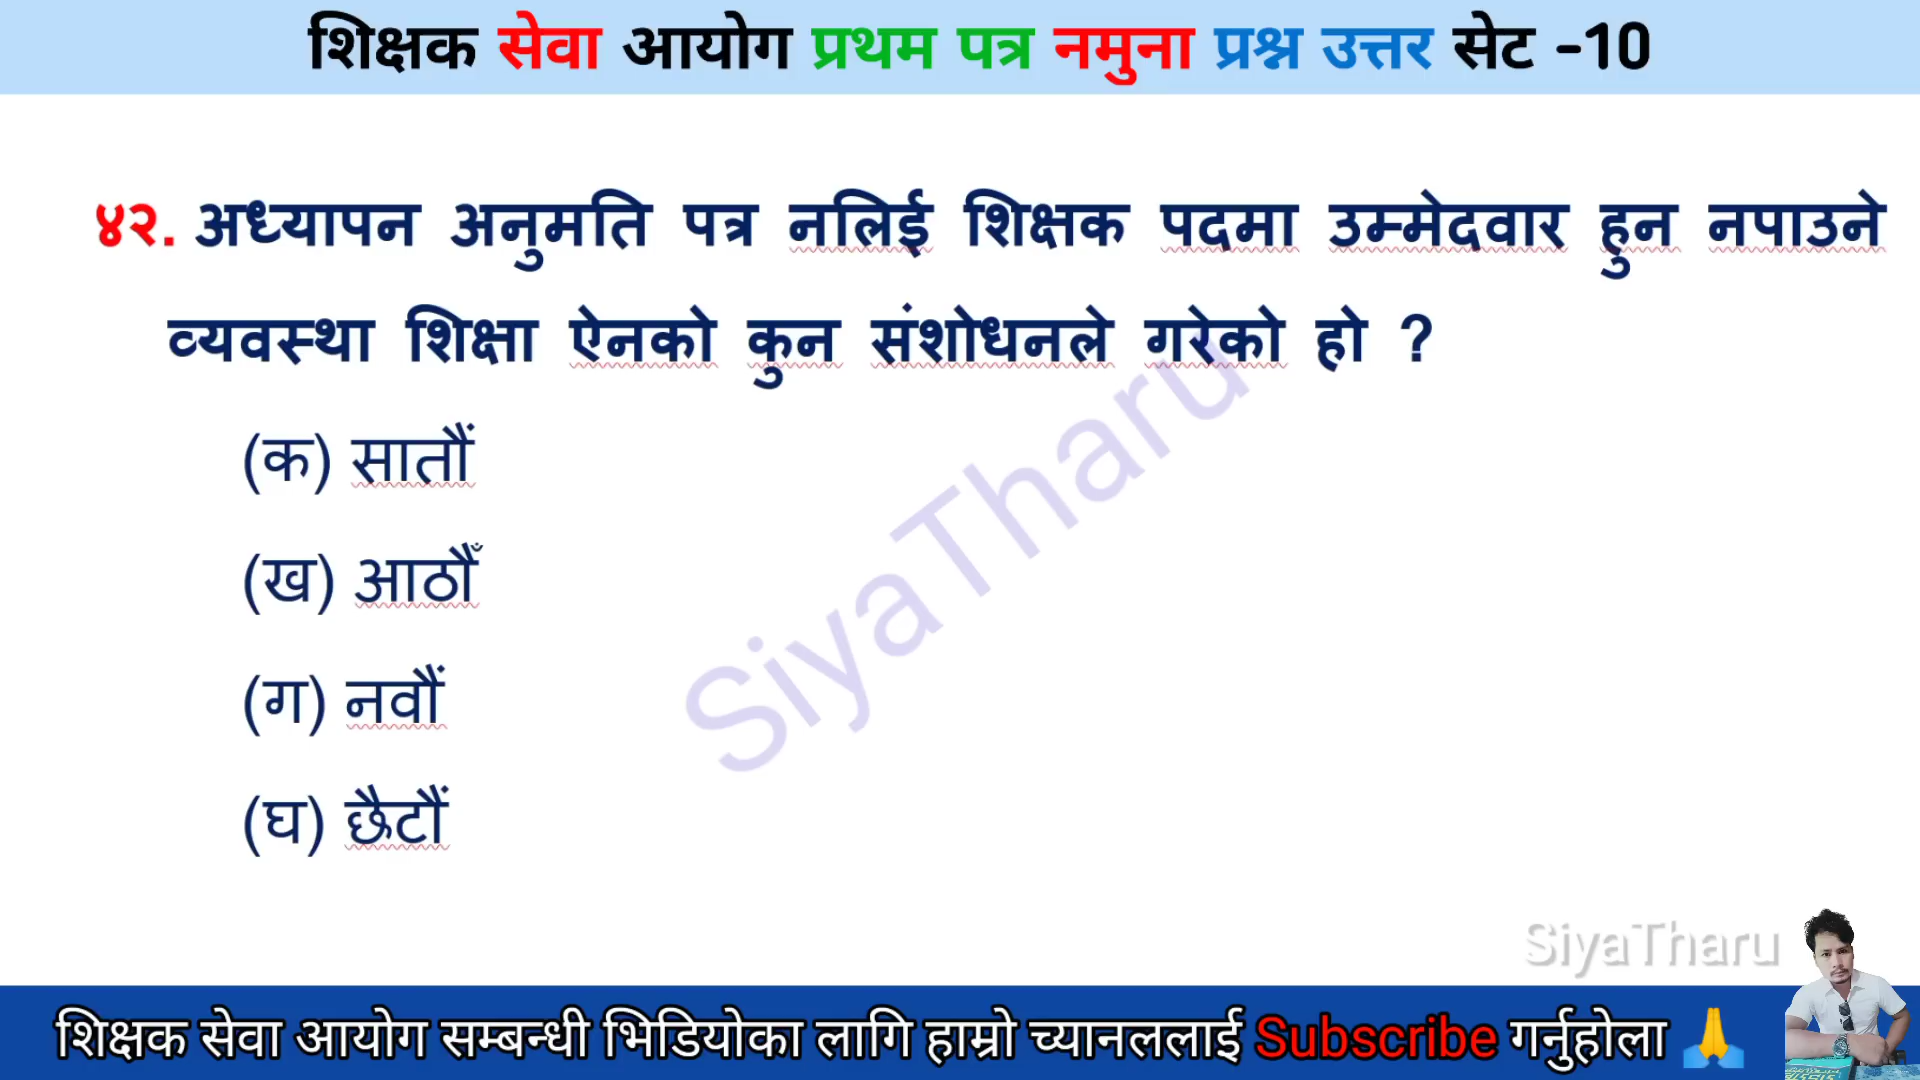 शिक्षक सेवा आयोग प्रथम पत्र नमुना प्रश्न उत्तर सेट -10
४२. अध्यापन अनुमति पत्र नलिई शिक्षक पदमा उम्मेदवार हुन नपाउने
व्यवस्था शिक्षा ऐनको कुन संशोधनले गरेको हो ?
(क) सातौं
(ख) आठौँ
(ग) नवौं
(घ) छैटौं
SiyaTharu
SiyaTharu
शिक्षक सेवा आयोग सम्बन्धी भिडियोका लागि हाम्रो च्यानललाई Subscribe गर्नुहोला 🙏